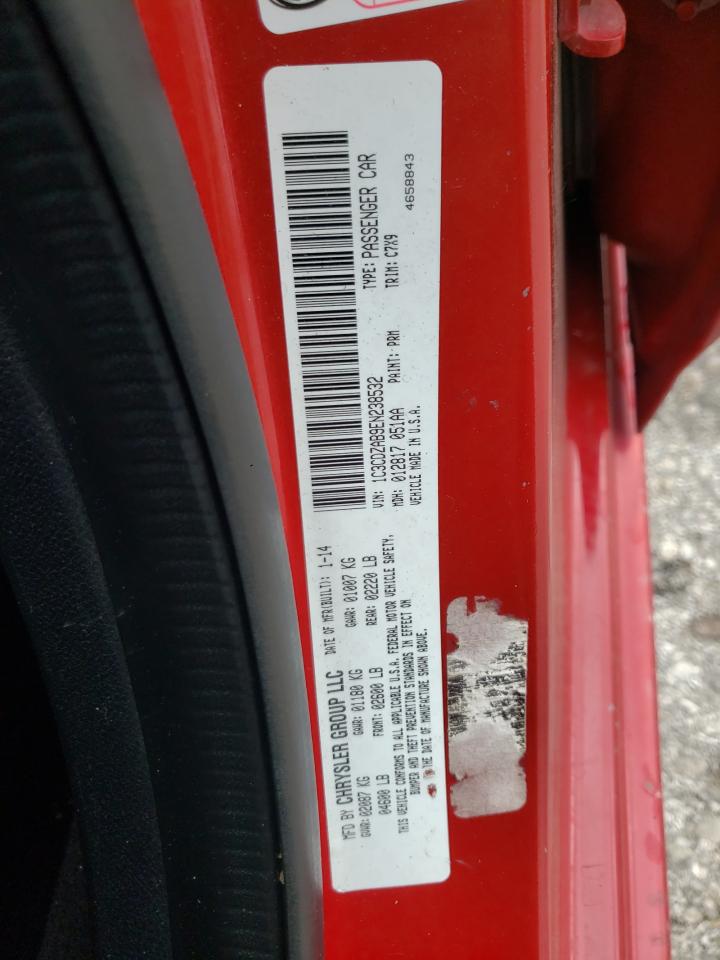 MFD BY CHRYSLER GROUP LLC
DATE OF MFR(BUILT): 1-14
GVWR: 02087 KG
GAWR: 01180 KG
GAWR: 01007 KG
04600 LB
FRONT: 02600 LB
REAR: 02220 LB
THIS VEHICLE CONFORMS TO ALL APPLICABLE U.S.A. FEDERAL MOTOR VEHICLE SAFETY,
BUMPER AND THEFT PREVENTION STANDARDS IN EFFECT ON
THE DATE OF MANUFACTURE SHOWN ABOVE.
VIN: 1C3CDZAB9EN238532
TYPE: PASSENGER CAR
MDH: 012817 051AA
PAINT: PRM
TRIM: C7X9
VEHICLE MADE IN U.S.A.
4658843